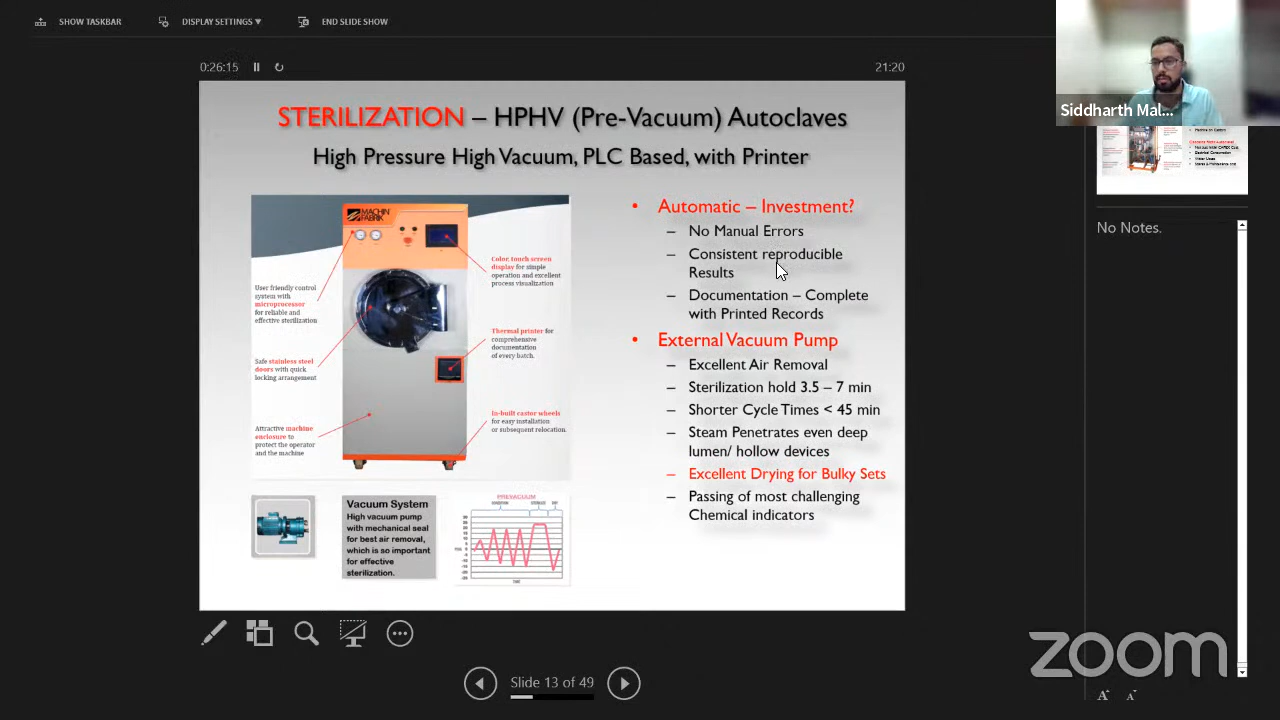 SHOW TASKBAR
DISPLAY SETTINGS
END SLIDE SHOW
0:26:15
21:20
Siddharth Mal...
STERILIZATION – HPHV (Pre-Vacuum) Autoclaves
High Pressure High Vacuum, PLC Based, with Printer
MACHIN
FABRIK
User friendly control
system with
microprocessor
for reliable and
effective sterilization
Safe stainless steel
doors with quick
locking arrangement
Attractive machine
enclosure to
protect the operator
and the machine
Color touch screen
display for simple
operation and excellent
process visualization
Thermal printer for
comprehensive
documentation
of every batch.
In-built castor wheels
for easy installation
or subsequent relocation.
Vacuum System
High vacuum pump
with mechanical seal
for best air removal,
which is so important
for effective
sterilization.
PREVACUUM
TIME
• Automatic – Investment?
– No Manual Errors
– Consistent reproducible
Results
– Documentation – Complete
with Printed Records
• External Vacuum Pump
– Excellent Air Removal
– Sterilization hold 3.5 – 7 min
– Shorter Cycle Times < 45 min
– Steam Penetrates even deep
lumen/ hollow devices
– Excellent Drying for Bulky Sets
– Passing of most challenging
Chemical indicators
No Notes.
Slide 13 of 49
zoom
A A